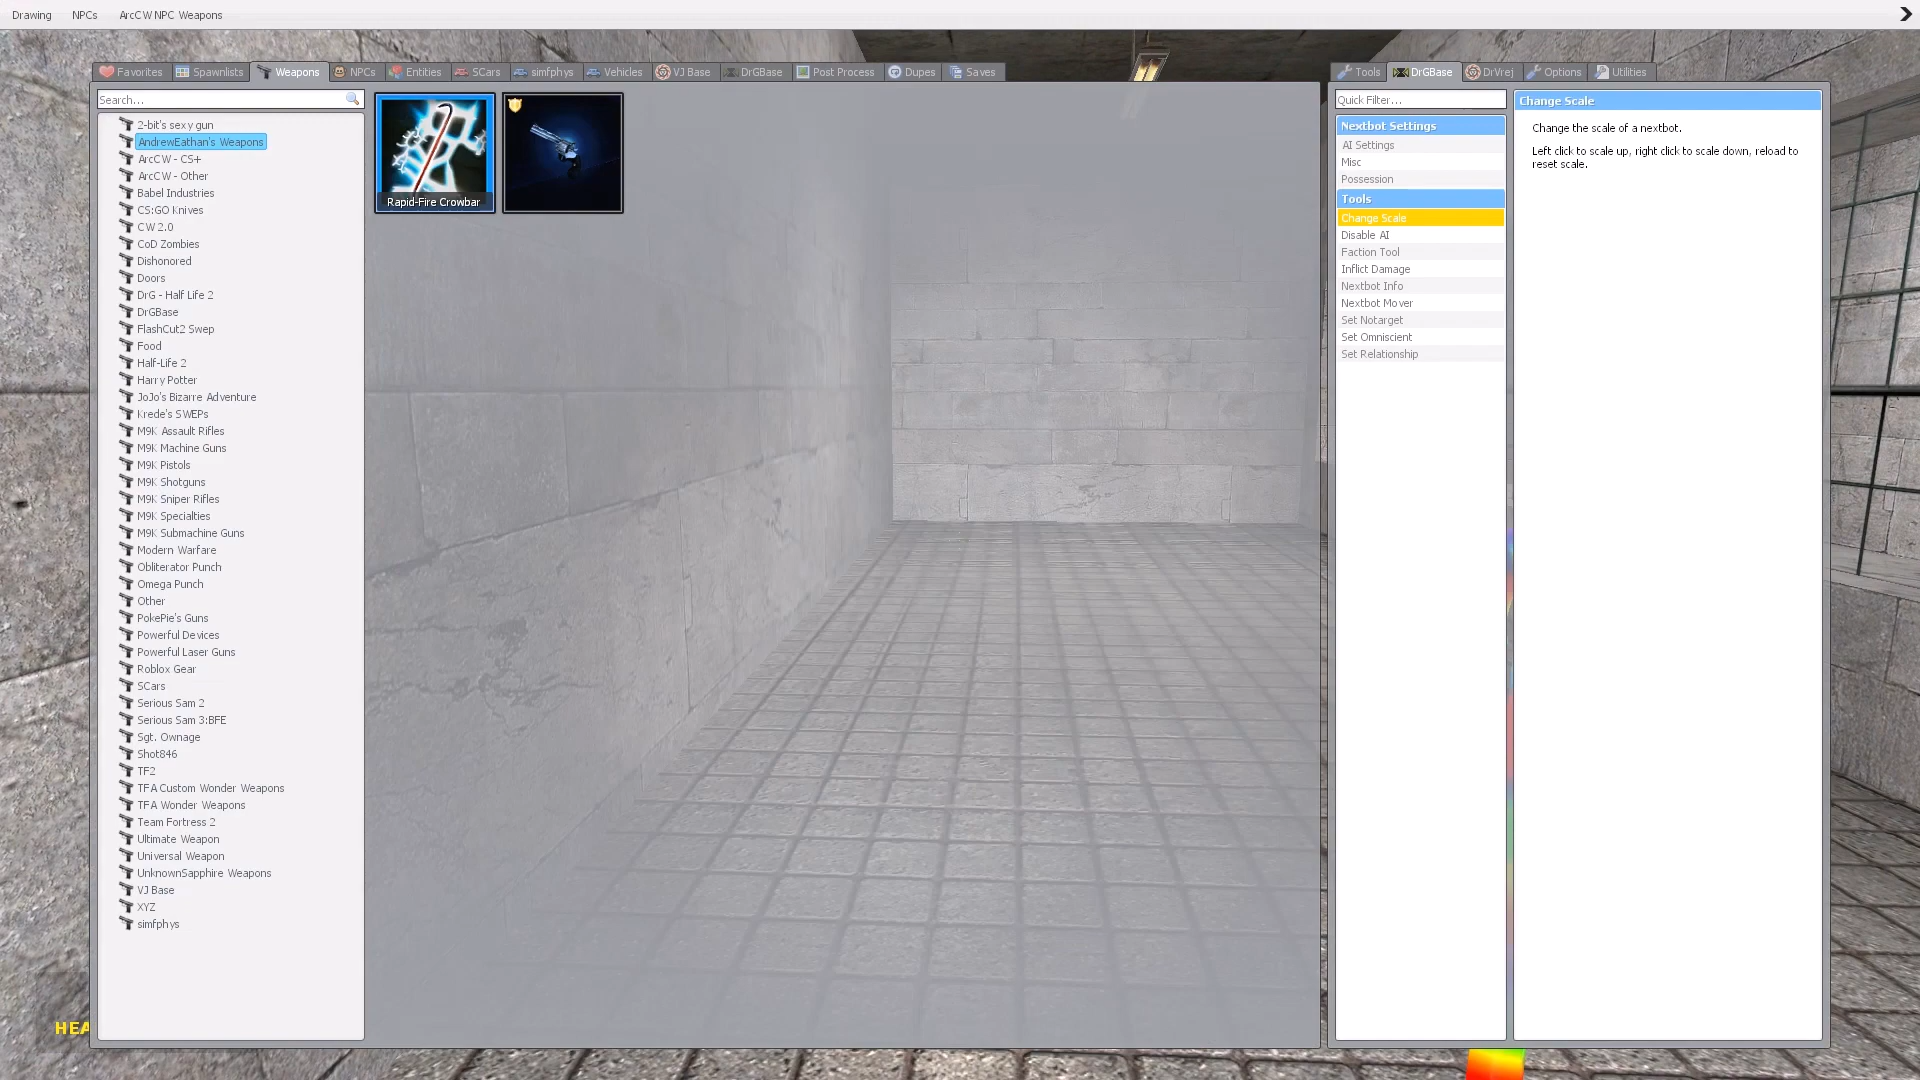 Drawing NPCs ArcCW NPC Weapons
Favorites Spawnlists Weapons NPCs Entities SCars simfphys Vehicles VJ Base DrGBase Post Process Dupes Saves
Search...
2-bit's sexy gun
AndrewEathan's Weapons
ArcCW - CS+
ArcCW - Other
Babel Industries
CS:GO Knives
CW 2.0
CoD Zombies
Dishonored
Doors
DrG - Half Life 2
DrGBase
FlashCut2 Swep
Food
Half-Life 2
Harry Potter
JoJo's Bizarre Adventure
Krede's SWEPs
M9K Assault Rifles
M9K Machine Guns
M9K Pistols
M9K Shotguns
M9K Sniper Rifles
M9K Specialties
M9K Submachine Guns
Modern Warfare
Obliterator Punch
Omega Punch
Other
PokePie's Guns
Powerful Devices
Powerful Laser Guns
Roblox Gear
SCars
Serious Sam 2
Serious Sam 3:BFE
Sgt. Ownage
Shot846
TF2
TFA Custom Wonder Weapons
TFA Wonder Weapons
Team Fortress 2
Ultimate Weapon
Universal Weapon
UnknownSapphire Weapons
VJ Base
XYZ
simfphys
Rapid-Fire Crowbar
Tools DrGBase DrVrej Options Utilities
Quick Filter...
Nextbot Settings
AI Settings
Misc
Possession
Tools
Change Scale
Disable AI
Faction Tool
Inflict Damage
Nextbot Info
Nextbot Mover
Set Notarget
Set Omniscient
Set Relationship
Change Scale
Change the scale of a nextbot.
Left click to scale up, right click to scale down, reload to
reset scale.
HEA